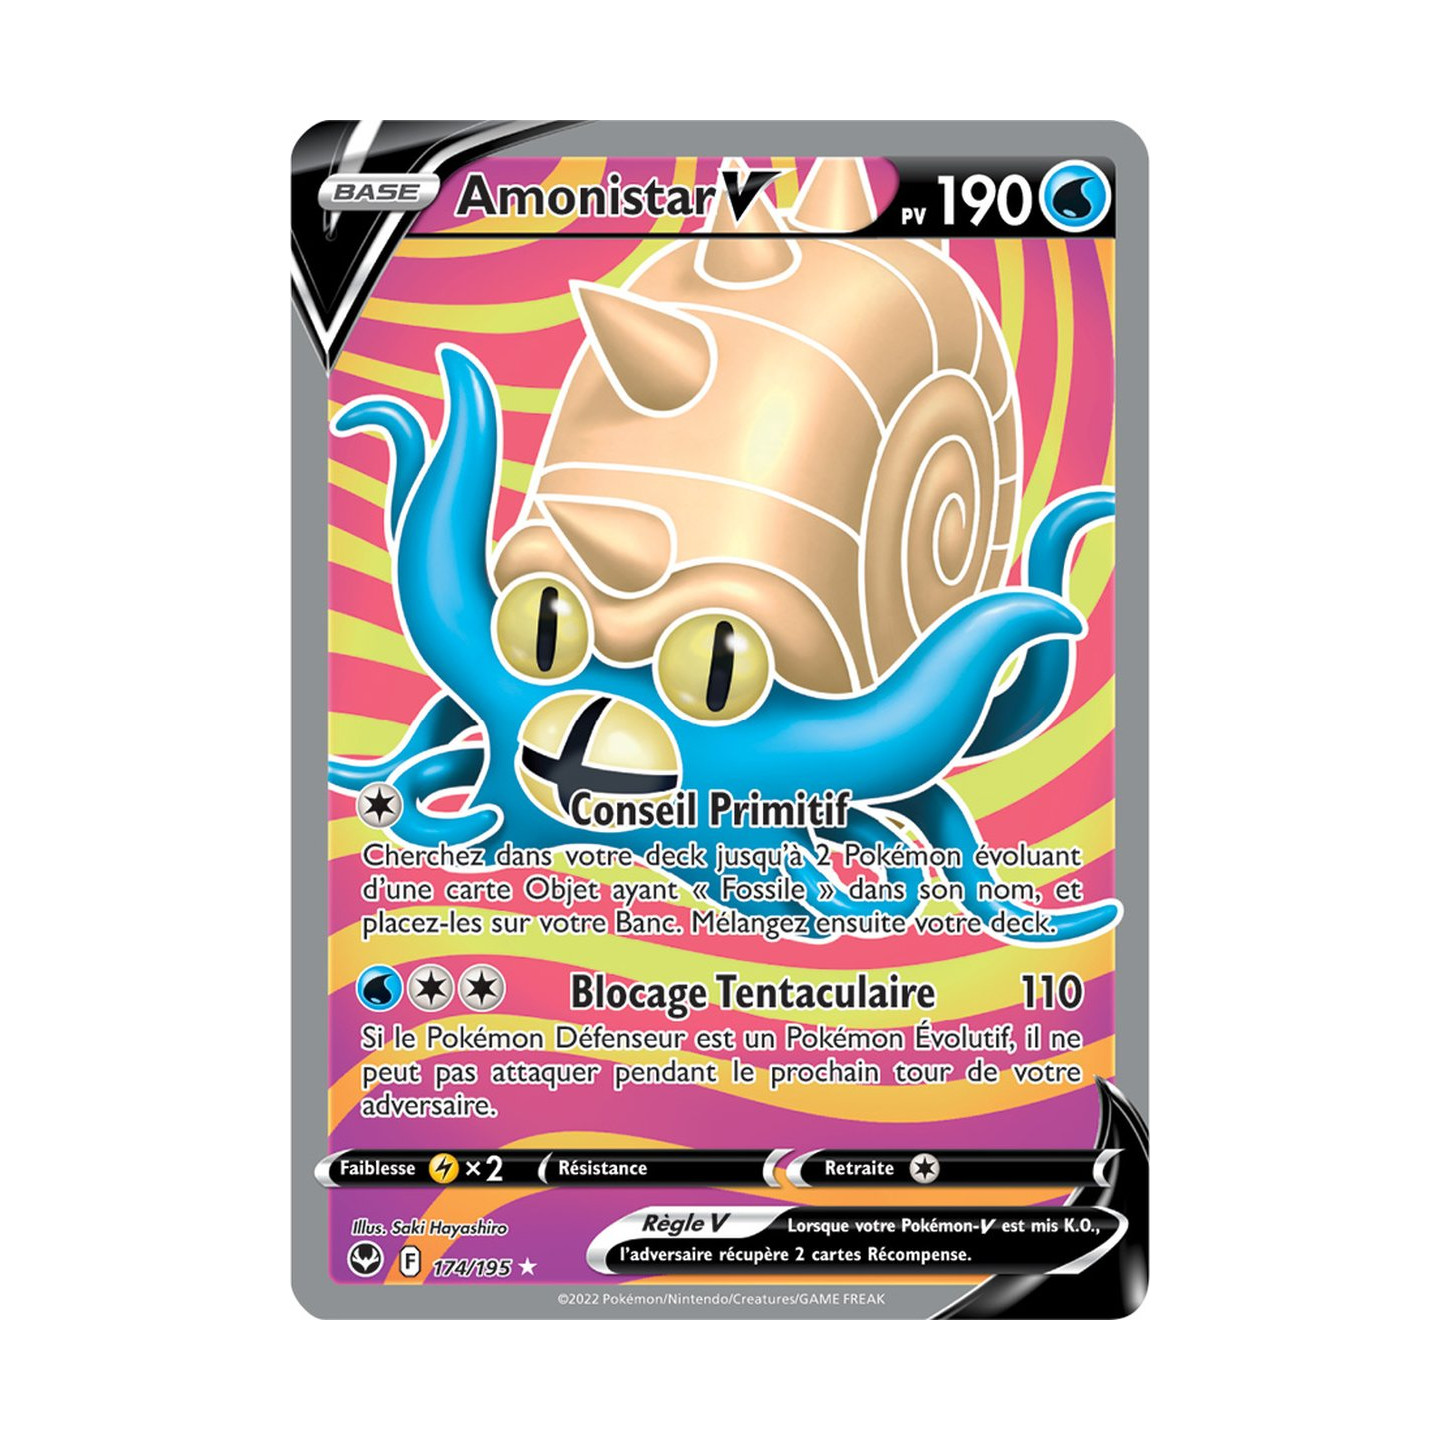 BASE Amonistar V PV 190
Conseil Primitif
Cherchez dans votre deck jusqu'à 2 Pokémon évoluant
d'une carte Objet ayant « Fossile » dans son nom, et
placez-les sur votre Banc. Mélangez ensuite votre deck.
Blocage Tentaculaire 110
Si le Pokémon Défenseur est un Pokémon Évolutif, il ne
peut pas attaquer pendant le prochain tour de votre
adversaire.
Faiblesse ×2 Résistance Retraite
Illus. Saki Hayashiro
Règle V Lorsque votre Pokémon-V est mis K.O.,
l'adversaire récupère 2 cartes Récompense.
F 174/195
©2022 Pokémon/Nintendo/Creatures/GAME FREAK